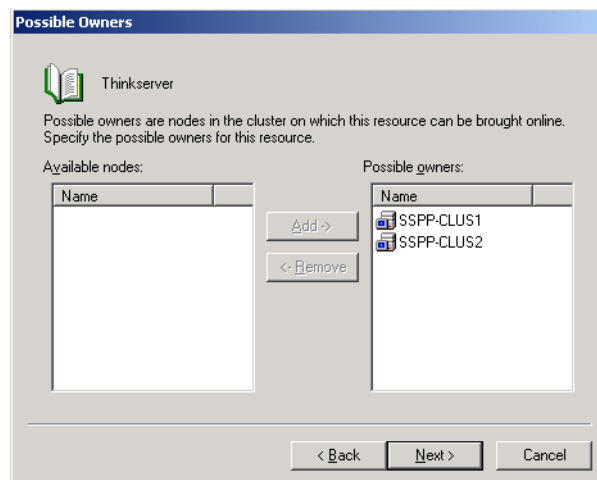 Possible Owners
Thinkserver
Possible owners are nodes in the cluster on which this resource can be brought online.
Specify the possible owners for this resource.
Available nodes:
Possible owners:
Name
Name
SSPP-CLUS1
SSPP-CLUS2
Add ->
<- Remove
< Back
Next >
Cancel